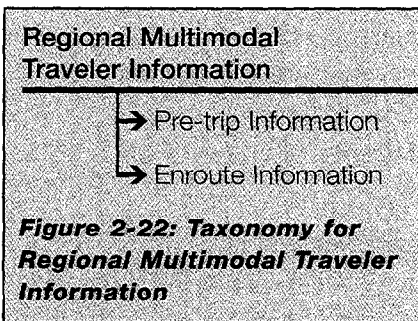 Regional Multimodal
Traveler Information
Pre-trip Information
Enroute Information
Figure 2-22: Taxonomy for
Regional Multimodal Traveler
Information